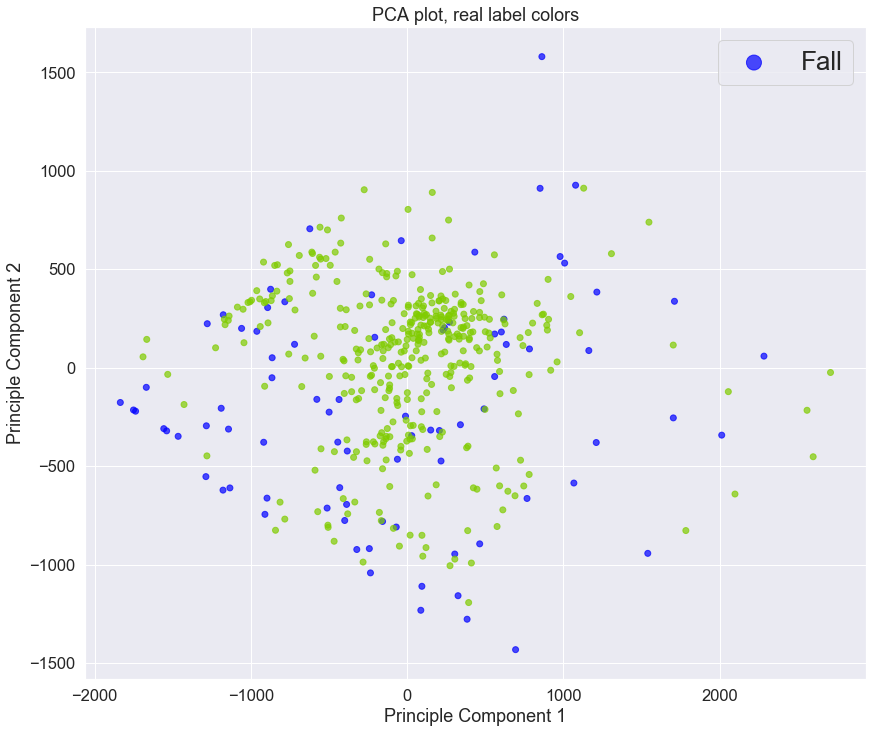 PCA plot, real label colors
Fall
1500
1000
500
0
−500
−1000
−1500
Principle Component 2
−2000 −1000 0 1000 2000
Principle Component 1